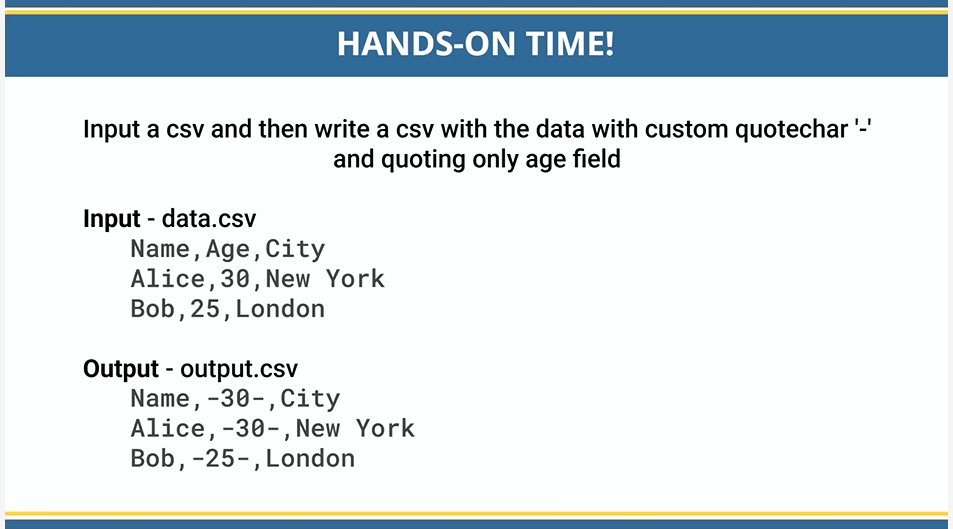 HANDS-ON TIME!
Input a csv and then write a csv with the data with custom quotechar '-'
and quoting only age field
Input - data.csv
Name,Age,City
Alice,30,New York
Bob,25,London
Output - output.csv
Name,-30-,City
Alice,-30-,New York
Bob,-25-,London